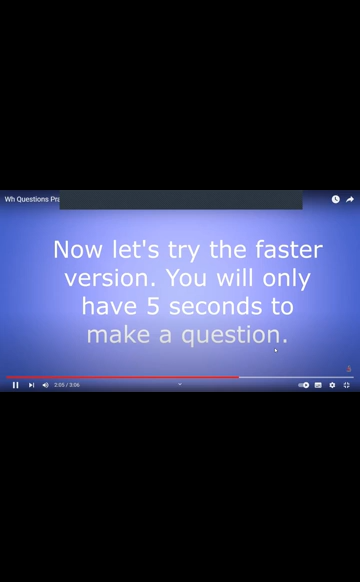 Wh Questions Pra
Now let's try the faster
version. You will only
have 5 seconds to
make a question.
2:05 / 3:06